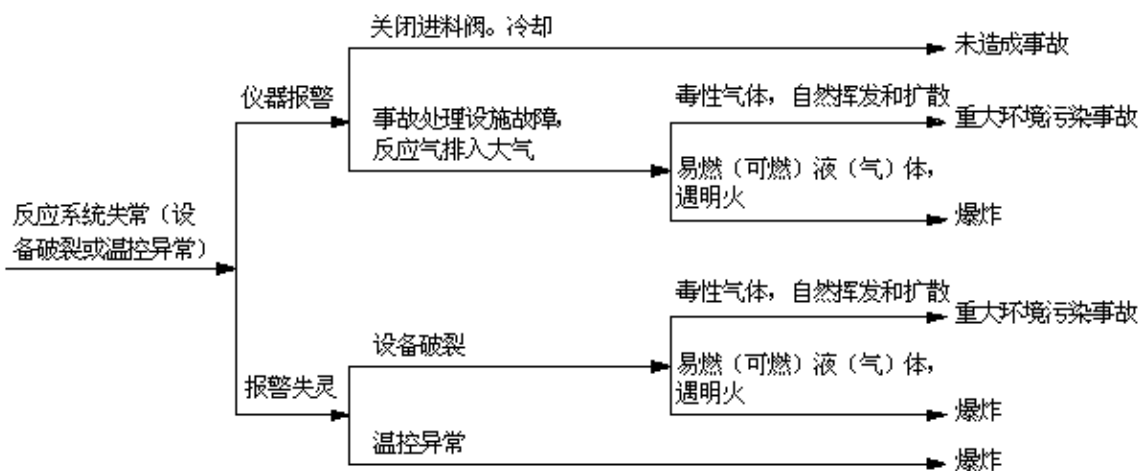 关闭进料阀。冷却
未造成事故
仪器报警
事故处理设施故障，
反应气排入大气
毒性气体，自然挥发和扩散
重大环境污染事故
易燃（可燃）液（气）体，
遇明火
爆炸
反应系统失常（设
备破裂或温控异常）
毒性气体，自然挥发和扩散
重大环境污染事故
设备破裂
易燃（可燃）液（气）体，
遇明火
爆炸
报警失灵
温控异常
爆炸